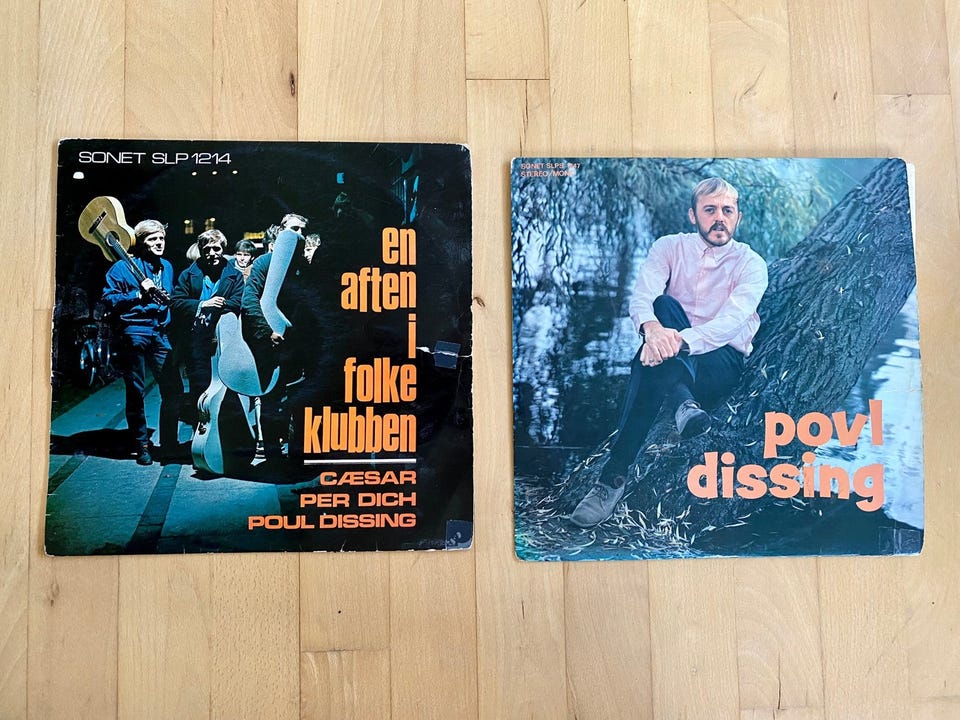 SONET SLP 1214
en
aften
i
folke
klubben
CÆSAR
PER DICH
POUL DISSING
STEREO/MONO
povl
dissing